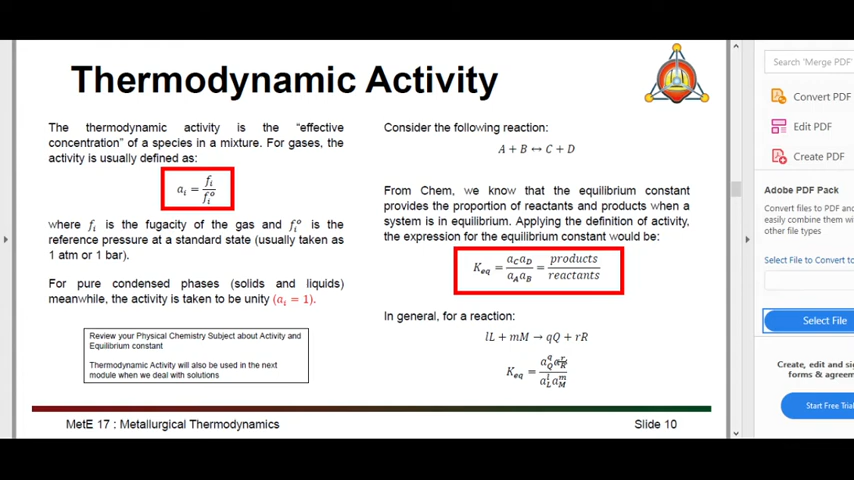 Thermodynamic Activity
The thermodynamic activity is the "effective
concentration" of a species in a mixture. For gases, the
activity is usually defined as:
a_i = f_i / f_i^o
where f_i is the fugacity of the gas and f_i^o is the
reference pressure at a standard state (usually taken as
1 atm or 1 bar).
For pure condensed phases (solids and liquids)
meanwhile, the activity is taken to be unity (a_i = 1).
Review your Physical Chemistry Subject about Activity and
Equilibrium constant
Thermodynamic Activity will also be used in the next
module when we deal with solutions
Consider the following reaction:
A + B ↔ C + D
From Chem, we know that the equilibrium constant
provides the proportion of reactants and products when a
system is in equilibrium. Applying the definition of activity,
the expression for the equilibrium constant would be:
K_eq = a_C a_D / a_A a_B = products / reactants
In general, for a reaction:
lL + mM → qQ + rR
K_eq = a_Q^q a_R^r / a_L^l a_M^m
MetE 17 : Metallurgical Thermodynamics
Slide 10
Search 'Merge PDF'
Convert PDF
Edit PDF
Create PDF
Adobe PDF Pack
Convert files to PDF and
easily combine them wi
other file types
Select File to Convert to
Select File
Create, edit and sig
forms & agreeme
Start Free Trial